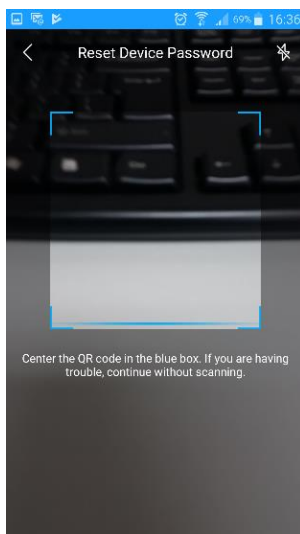 69% 16:36
Reset Device Password
Center the QR code in the blue box. If you are having
trouble, continue without scanning.